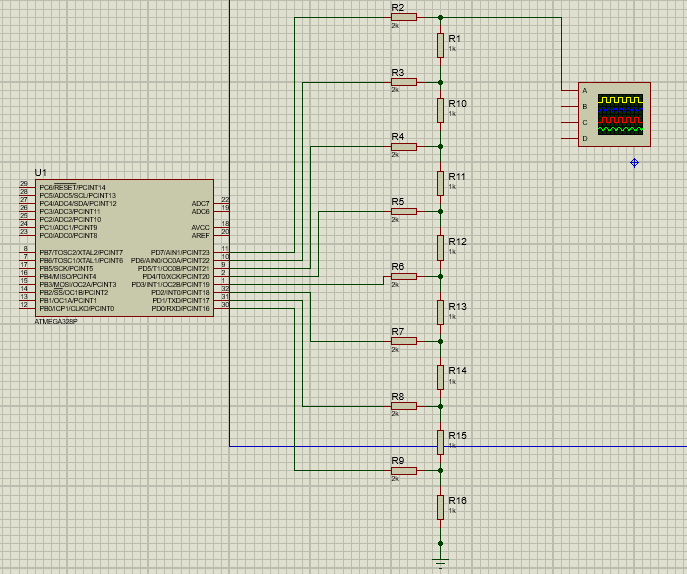 R2
2k
R1
1k
A
B
C
D
R3
2k
R10
1k
R4
2k
R11
1k
U1
29 PC6/RESET/PCINT14
28 PC5/ADC5/SCL/PCINT13
27 PC4/ADC4/SDA/PCINT12 ADC7 22
26 PC3/ADC3/PCINT11 ADC6 19
25 PC2/ADC2/PCINT10
24 PC1/ADC1/PCINT9 AVCC 18
23 PC0/ADC0/PCINT8 AREF 20
8 PB7/TOSC2/XTAL2/PCINT7 PD7/AIN1/PCINT23 11
7 PB6/TOSC1/XTAL1/PCINT6 PD6/AIN0/OC0A/PCINT22 10
17 PB5/SCK/PCINT5 PD5/T1/OC0B/PCINT21 9
16 PB4/MISO/PCINT4 PD4/T0/XCK/PCINT20 2
15 PB3/MOSI/OC2A/PCINT3 PD3/INT1/OC2B/PCINT19 1
14 PB2/SS/OC1B/PCINT2 PD2/INT0/PCINT18 32
13 PB1/OC1A/PCINT1 PD1/TXD/PCINT17 31
12 PB0/ICP1/CLKO/PCINT0 PD0/RXD/PCINT16 30
ATMEGA328P
R5
2k
R12
1k
R6
2k
R13
1k
R7
2k
R14
1k
R8
2k
R15
1k
R9
2k
R16
1k